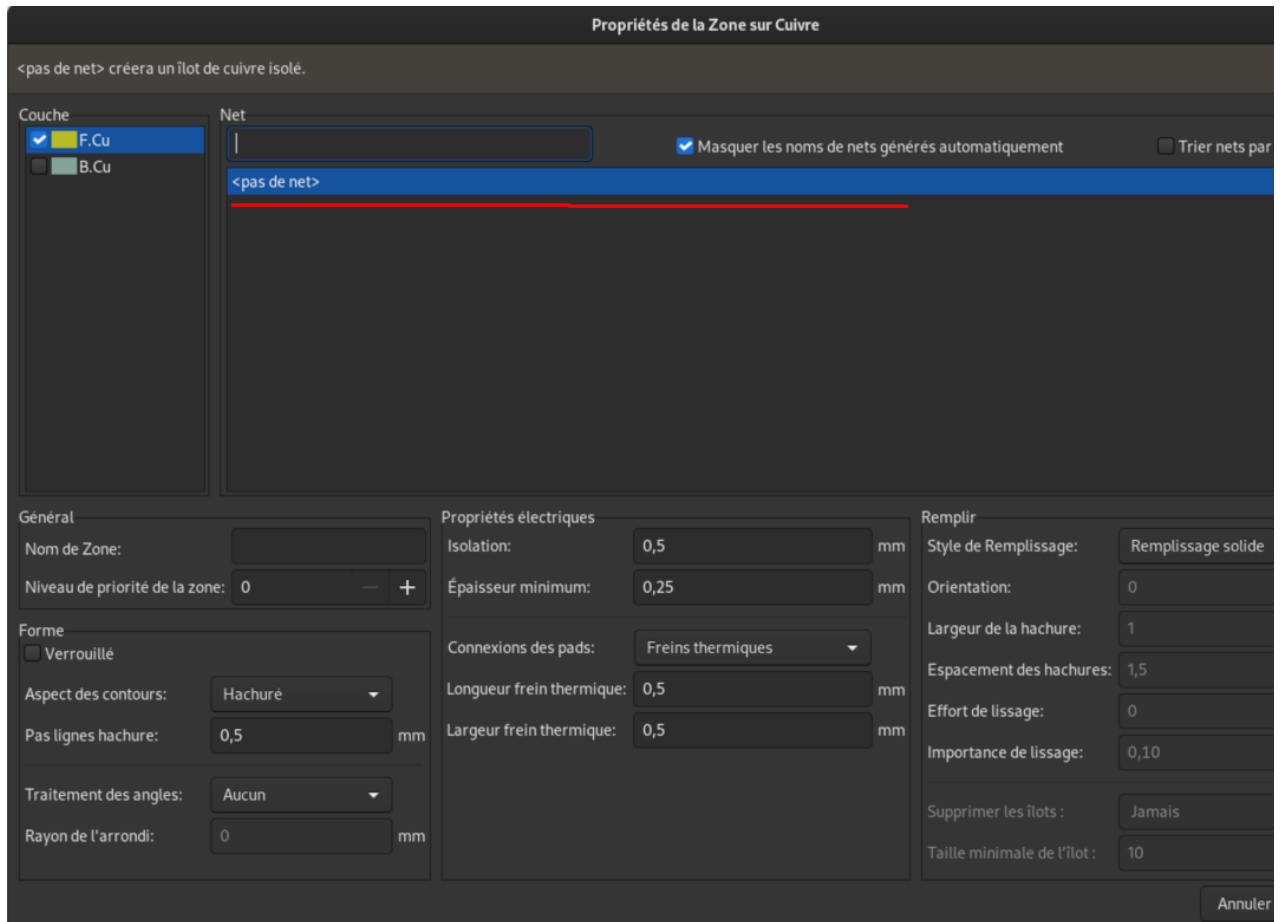 Propriétés de la Zone sur Cuivre
<pas de net> créera un îlot de cuivre isolé.
Couche
F.Cu
B.Cu
Net
Masquer les noms de nets générés automatiquement
Trier nets par
<pas de net>
Général
Nom de Zone:
Niveau de priorité de la zone: 0 − +
Forme
Verrouillé
Aspect des contours: Hachuré
Pas lignes hachure: 0,5 mm
Traitement des angles: Aucun
Rayon de l'arrondi: 0 mm
Propriétés électriques
Isolation: 0,5 mm
Épaisseur minimum: 0,25 mm
Connexions des pads: Freins thermiques
Longueur frein thermique: 0,5 mm
Largeur frein thermique: 0,5 mm
Remplir
Style de Remplissage: Remplissage solide
Orientation: 0
Largeur de la hachure: 1
Espacement des hachures: 1,5
Effort de lissage: 0
Importance de lissage: 0,10
Supprimer les îlots : Jamais
Taille minimale de l'îlot : 10
Annuler